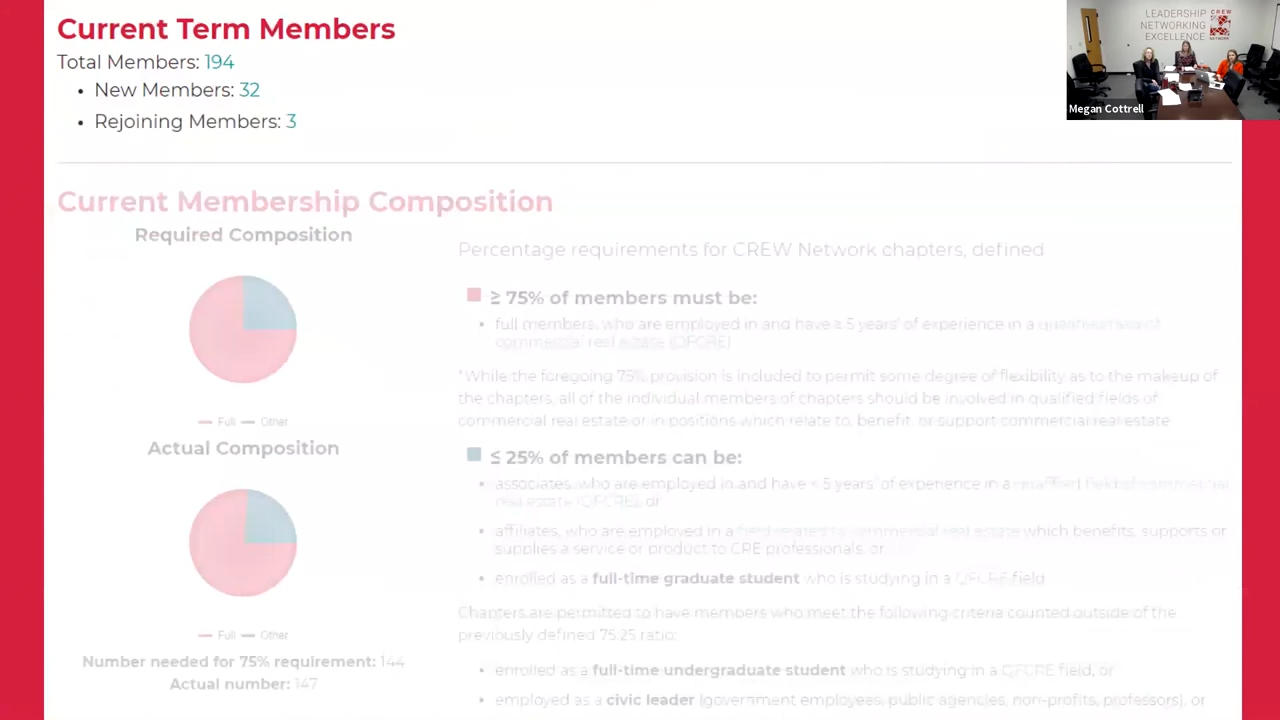 Current Term Members
Total Members: 194
• New Members: 32
• Rejoining Members: 3
LEADERSHIP
NETWORKING
EXCELLENCE
CREW
NETWORK
Megan Cottrell
Current Membership Composition
Required Composition
Full Other
Actual Composition
Full Other
Number needed for 75% requirement: 144
Actual number: 147
Percentage requirements for CREW Network chapters, defined
≥ 75% of members must be:
• full members, who are employed in and have ≥ 5 years' of experience in a qualified field of
commercial real estate (QFCRE)
*While the foregoing 75% provision is included to permit some degree of flexibility as to the makeup of
the chapters, all of the individual members of chapters should be involved in qualified fields of
commercial real estate or in positions which relate to, benefit, or support commercial real estate
≤ 25% of members can be:
• associates, who are employed in and have < 5 years' of experience in a qualified field of commercial
real estate (QFCRE), or
• affiliates, who are employed in a field related to commercial real estate which benefits, supports or
supplies a service or product to CRE professionals, or
• enrolled as a full-time graduate student who is studying in a QFCRE field
Chapters are permitted to have members who meet the following criteria counted outside of the
previously defined 75:25 ratio:
• enrolled as a full-time undergraduate student who is studying in a QFCRE field, or
• employed as a civic leader (government employees, public agencies, non-profits, professors), or